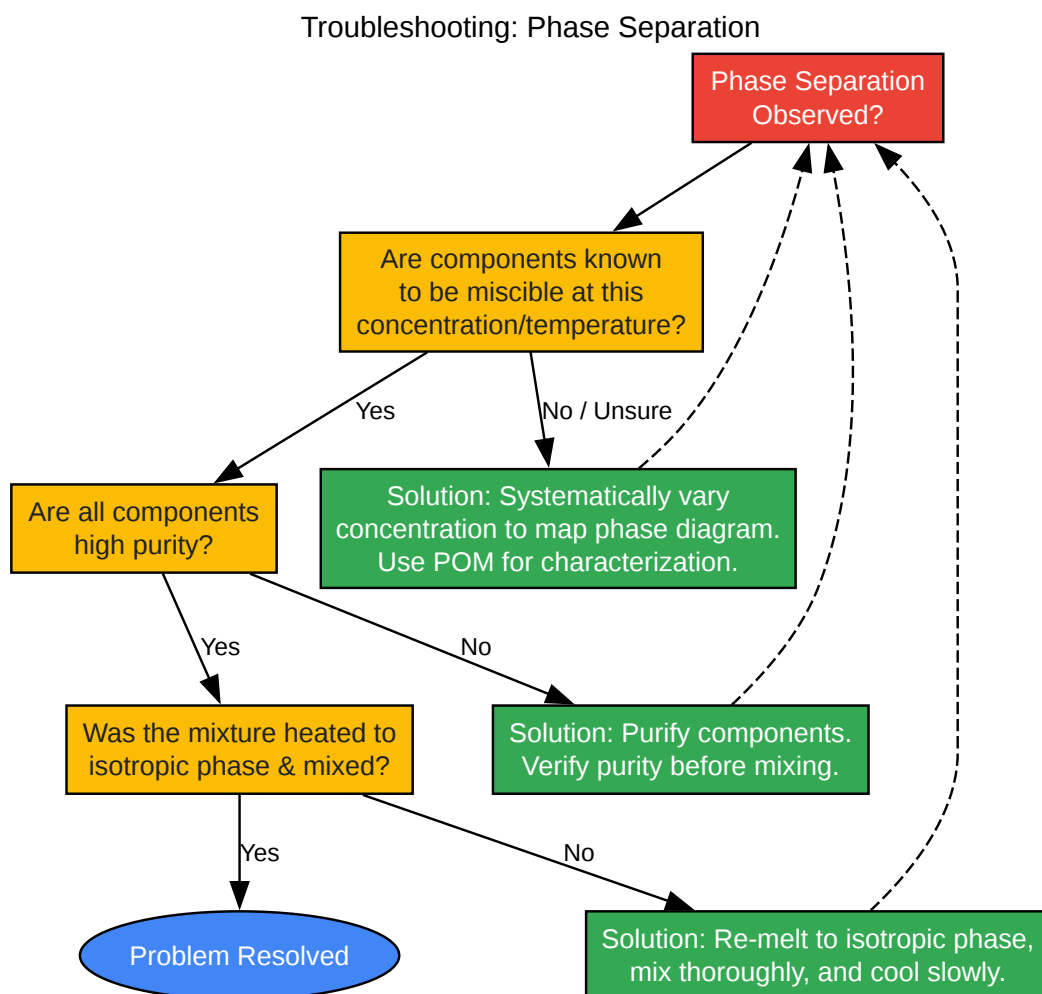 Troubleshooting: Phase Separation
Phase Separation
Observed?
Are components known
to be miscible at this
concentration/temperature?
Yes
No / Unsure
Are all components
high purity?
Solution: Systematically vary
concentration to map phase diagram.
Use POM for characterization.
Yes
No
Was the mixture heated to
isotropic phase & mixed?
Solution: Purify components.
Verify purity before mixing.
Yes
No
Problem Resolved
Solution: Re-melt to isotropic phase,
mix thoroughly, and cool slowly.